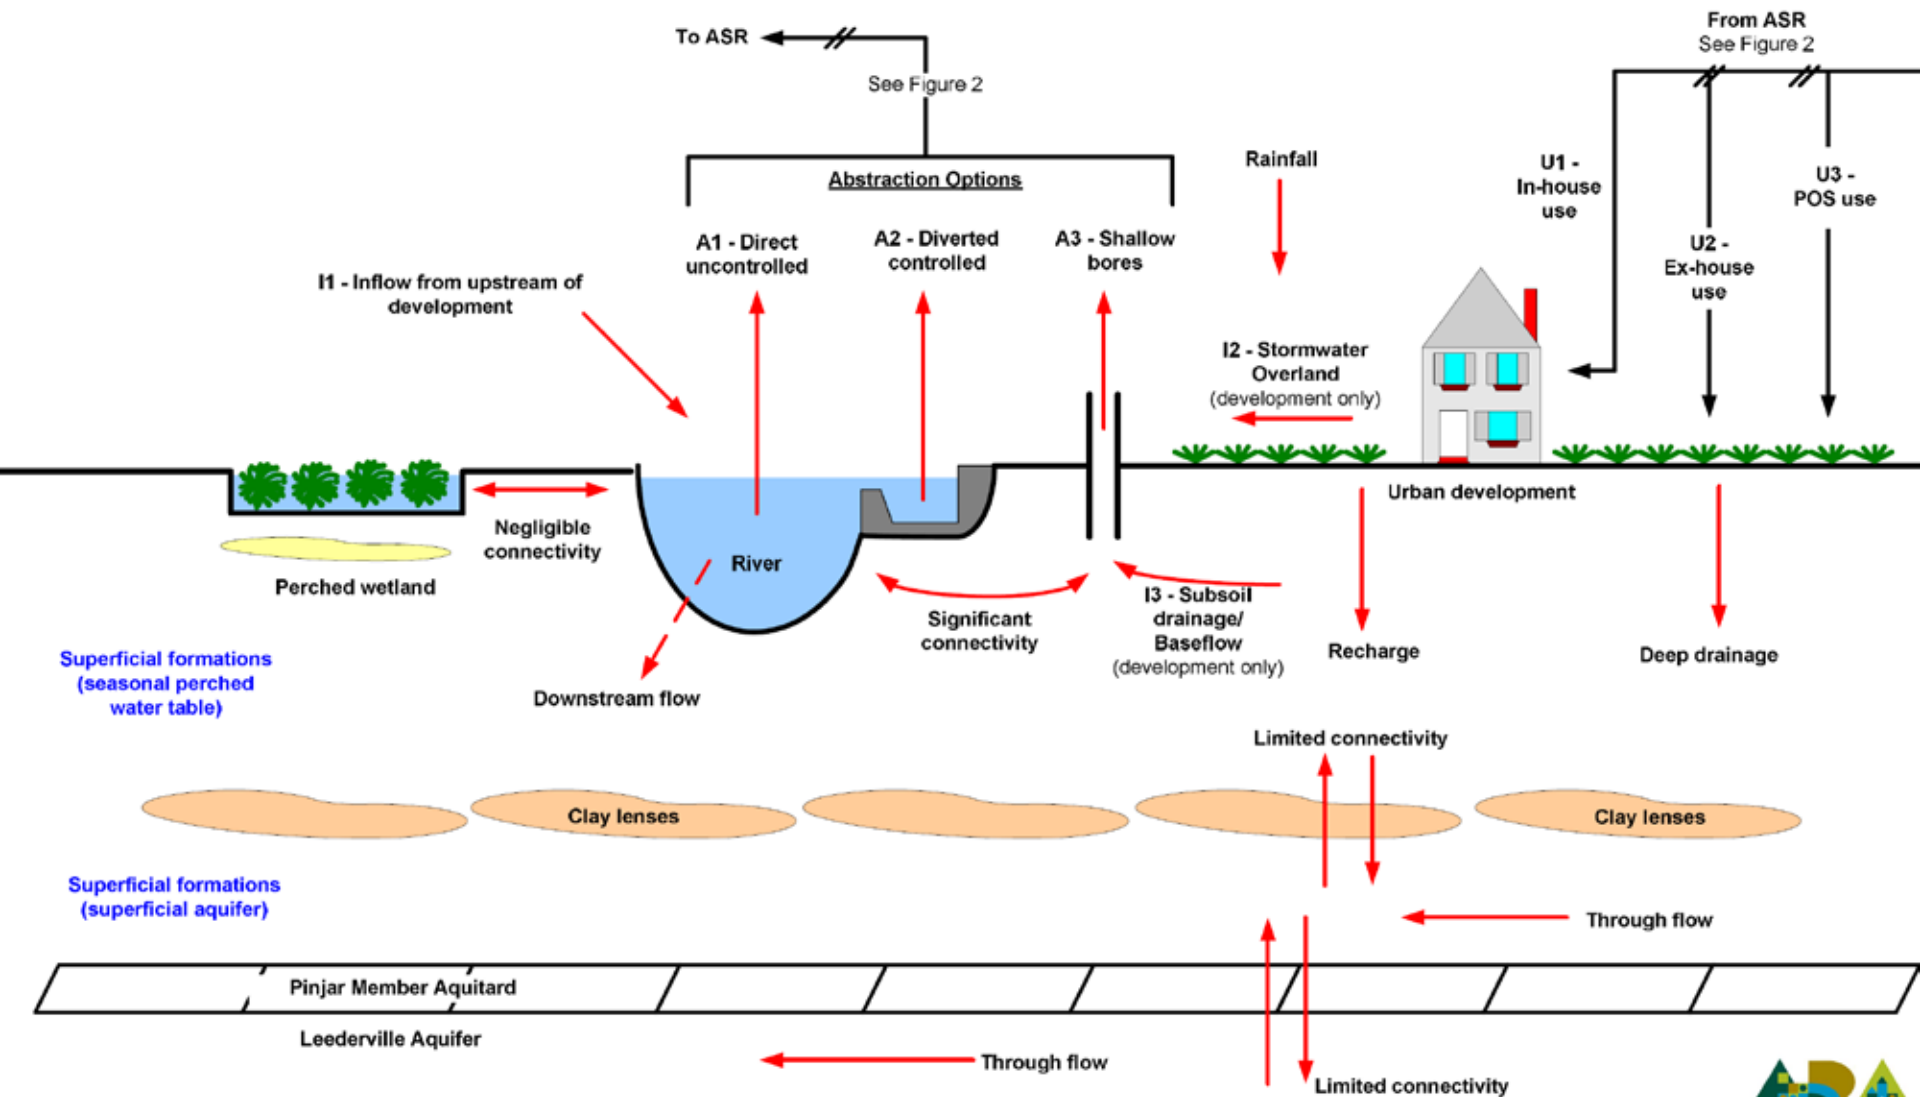 To ASR
See Figure 2
From ASR
See Figure 2
Abstraction Options
A1 - Direct
uncontrolled
A2 - Diverted
controlled
A3 - Shallow
bores
Rainfall
U1 -
In-house
use
U2 -
Ex-house
use
U3 -
POS use
I1 - Inflow from upstream of
development
I2 - Stormwater
Overland
(development only)
Urban development
Negligible
connectivity
Perched wetland
River
Significant
connectivity
I3 - Subsoil
drainage/
Baseflow
(development only)
Recharge
Deep drainage
Downstream flow
Superficial formations
(seasonal perched
water table)
Limited connectivity
Clay lenses
Clay lenses
Superficial formations
(superficial aquifer)
Through flow
Pinjar Member Aquitard
Leederville Aquifer
Through flow
Limited connectivity